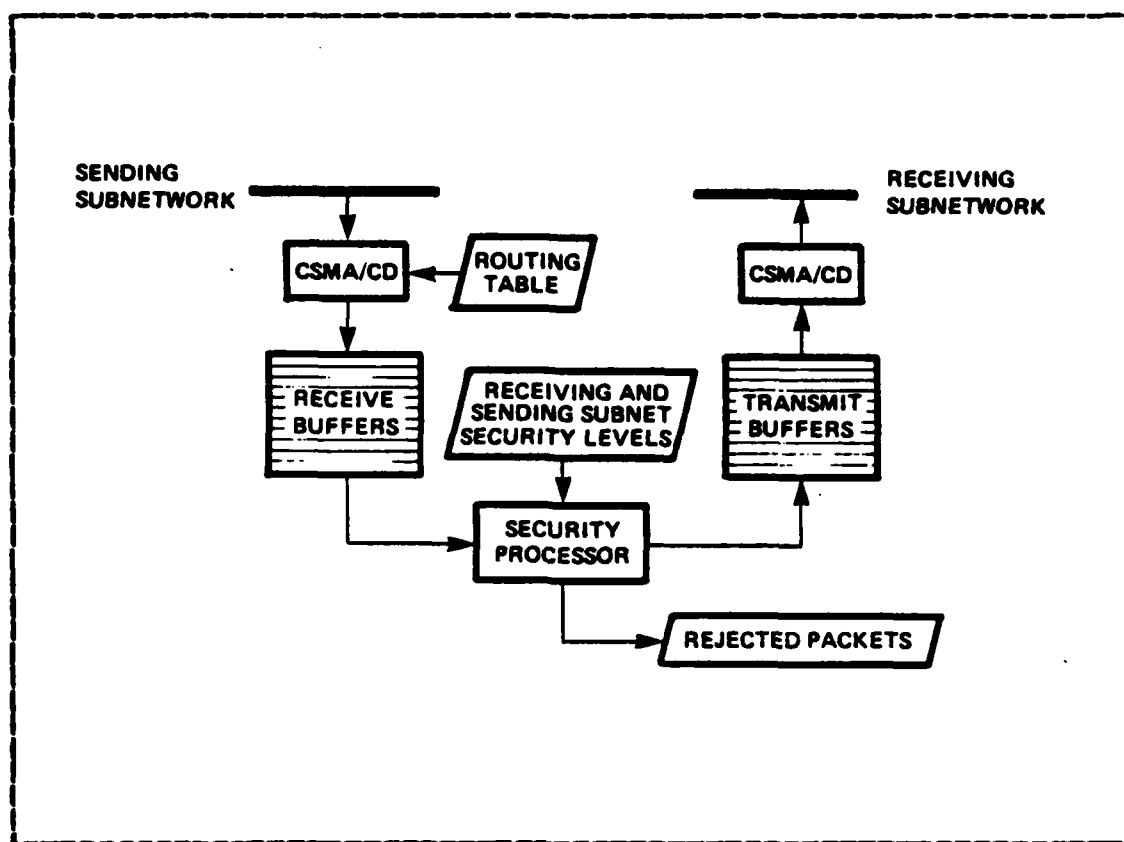 SENDING
SUBNETWORK
RECEIVING
SUBNETWORK
CSMA/CD
ROUTING
TABLE
CSMA/CD
RECEIVE
BUFFERS
RECEIVING AND
SENDING SUBNET
SECURITY LEVELS
TRANSMIT
BUFFERS
SECURITY
PROCESSOR
REJECTED PACKETS